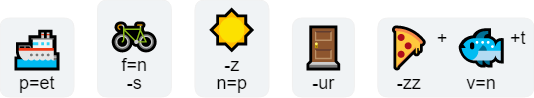 + +t
p=et f=n -z -ur -zz v=n
-s n=p